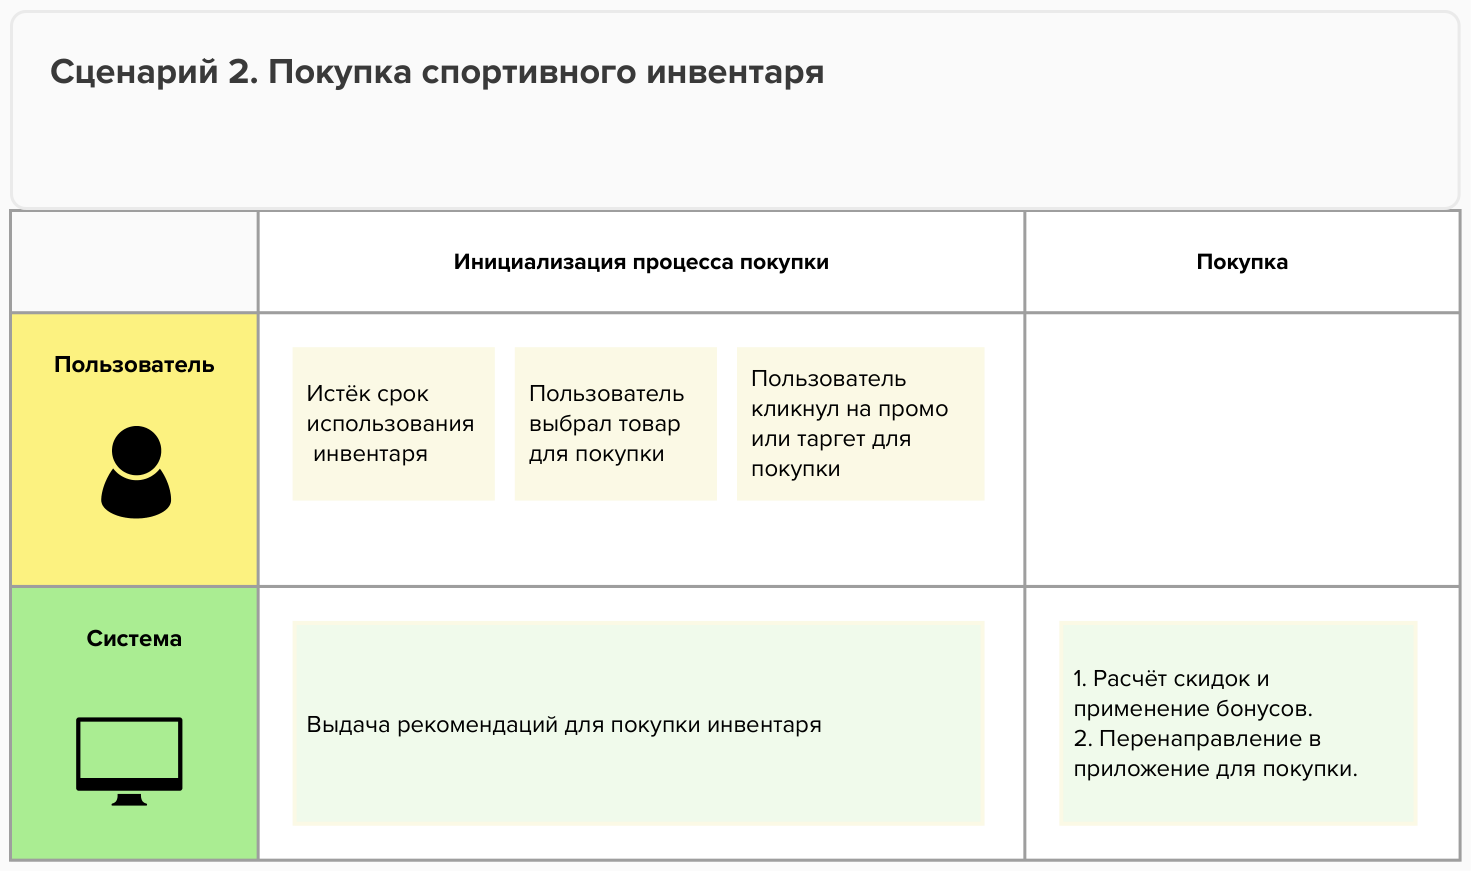 Сценарий 2. Покупка спортивного инвентаря
Инициализация процесса покупки
Покупка
Пользователь
Истёк срок
использования
инвентаря
Пользователь
выбрал товар
для покупки
Пользователь
кликнул на промо
или таргет для
покупки
Система
Выдача рекомендаций для покупки инвентаря
1. Расчёт скидок и
применение бонусов.
2. Перенаправление в
приложение для покупки.